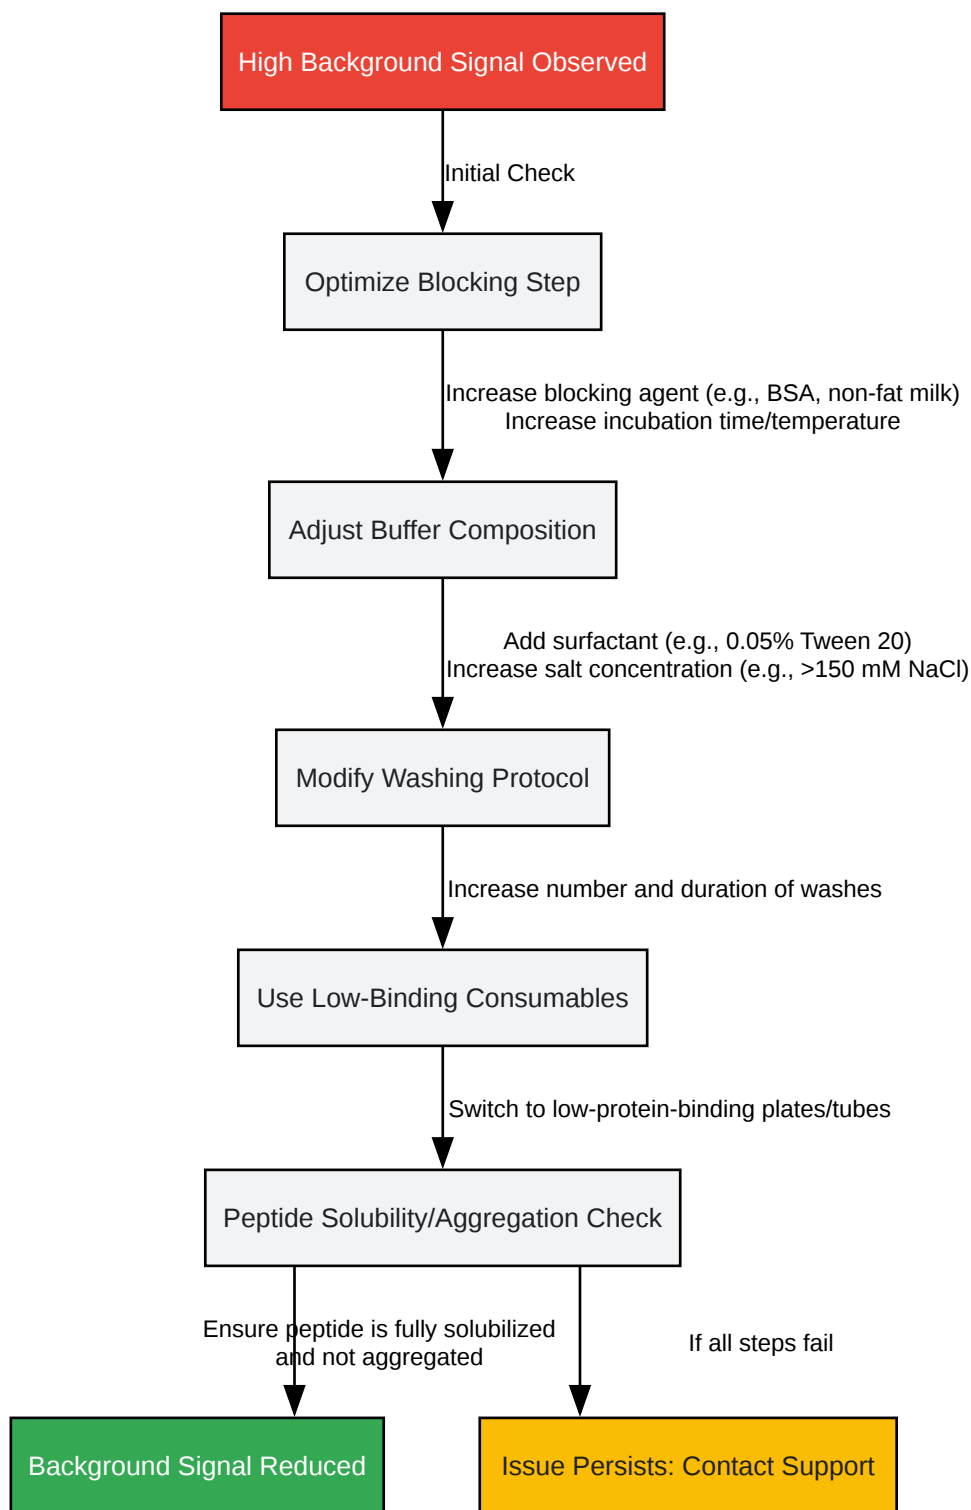 High Background Signal Observed
Initial Check
Optimize Blocking Step
Increase blocking agent (e.g., BSA, non-fat milk)
Increase incubation time/temperature
Adjust Buffer Composition
Add surfactant (e.g., 0.05% Tween 20)
Increase salt concentration (e.g., >150 mM NaCl)
Modify Washing Protocol
Increase number and duration of washes
Use Low-Binding Consumables
Switch to low-protein-binding plates/tubes
Peptide Solubility/Aggregation Check
Ensure peptide is fully solubilized
and not aggregated
If all steps fail
Background Signal Reduced
Issue Persists: Contact Support